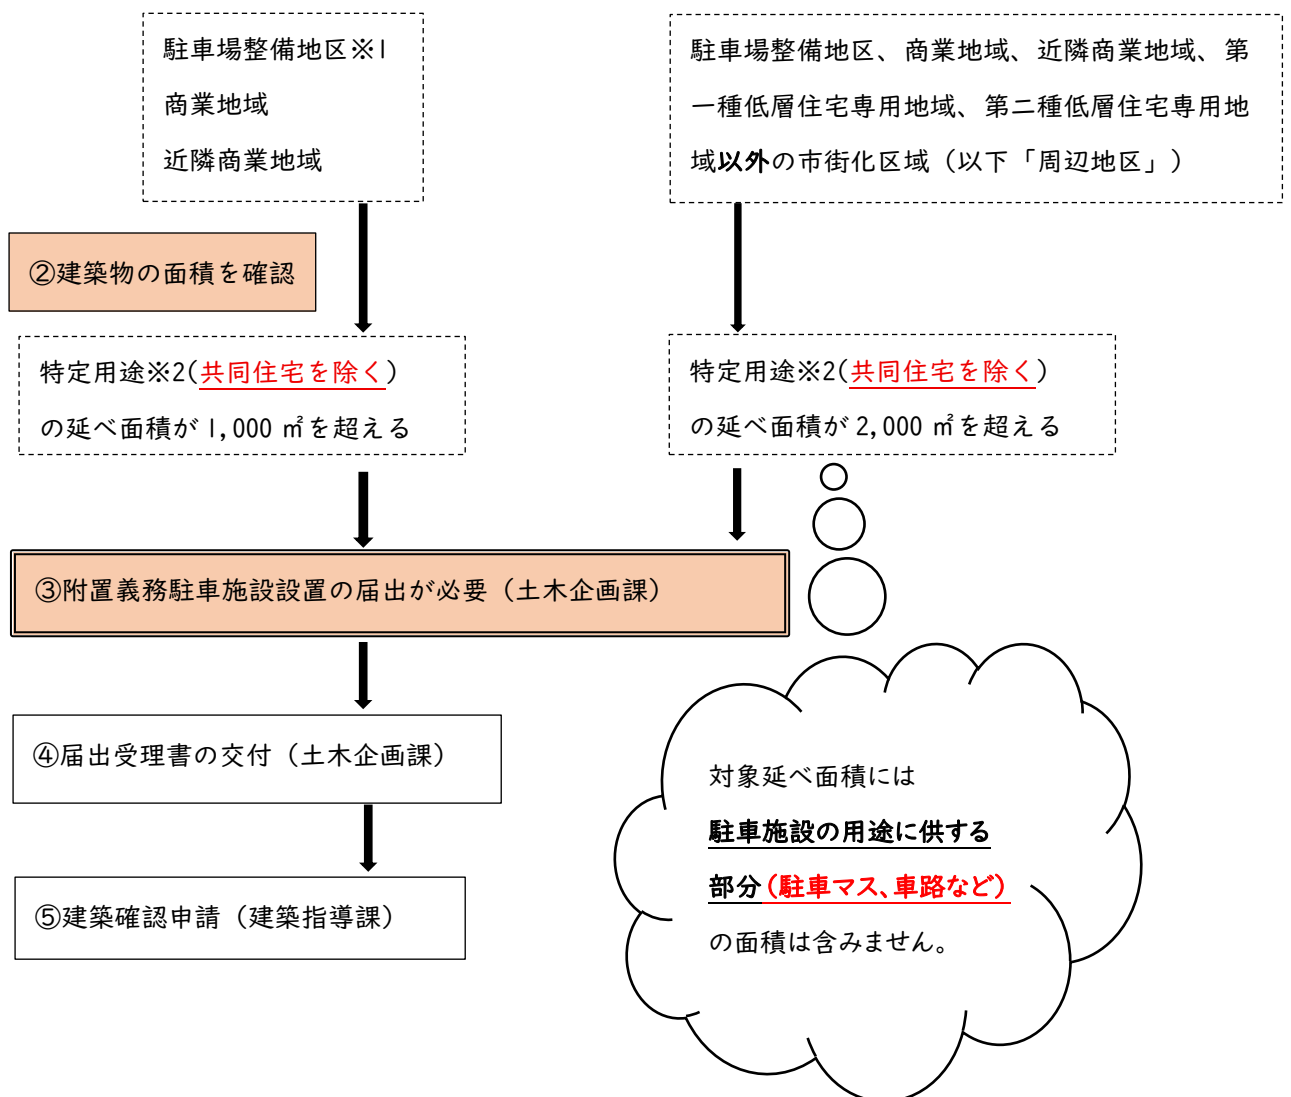 駐車場整備地区※1
商業地域
近隣商業地域
駐車場整備地区、商業地域、近隣商業地域、第
一種低層住宅専用地域、第二種低層住宅専用地
域以外の市街化区域（以下「周辺地区」）
②建築物の面積を確認
特定用途※2(共同住宅を除く)
の延べ面積が 1,000 ㎡を超える
特定用途※2(共同住宅を除く)
の延べ面積が 2,000 ㎡を超える
③附置義務駐車施設設置の届出が必要（土木企画課）
④届出受理書の交付（土木企画課）
⑤建築確認申請（建築指導課）
対象延べ面積には
駐車施設の用途に供する
部分（駐車マス、車路など）
の面積は含みません。